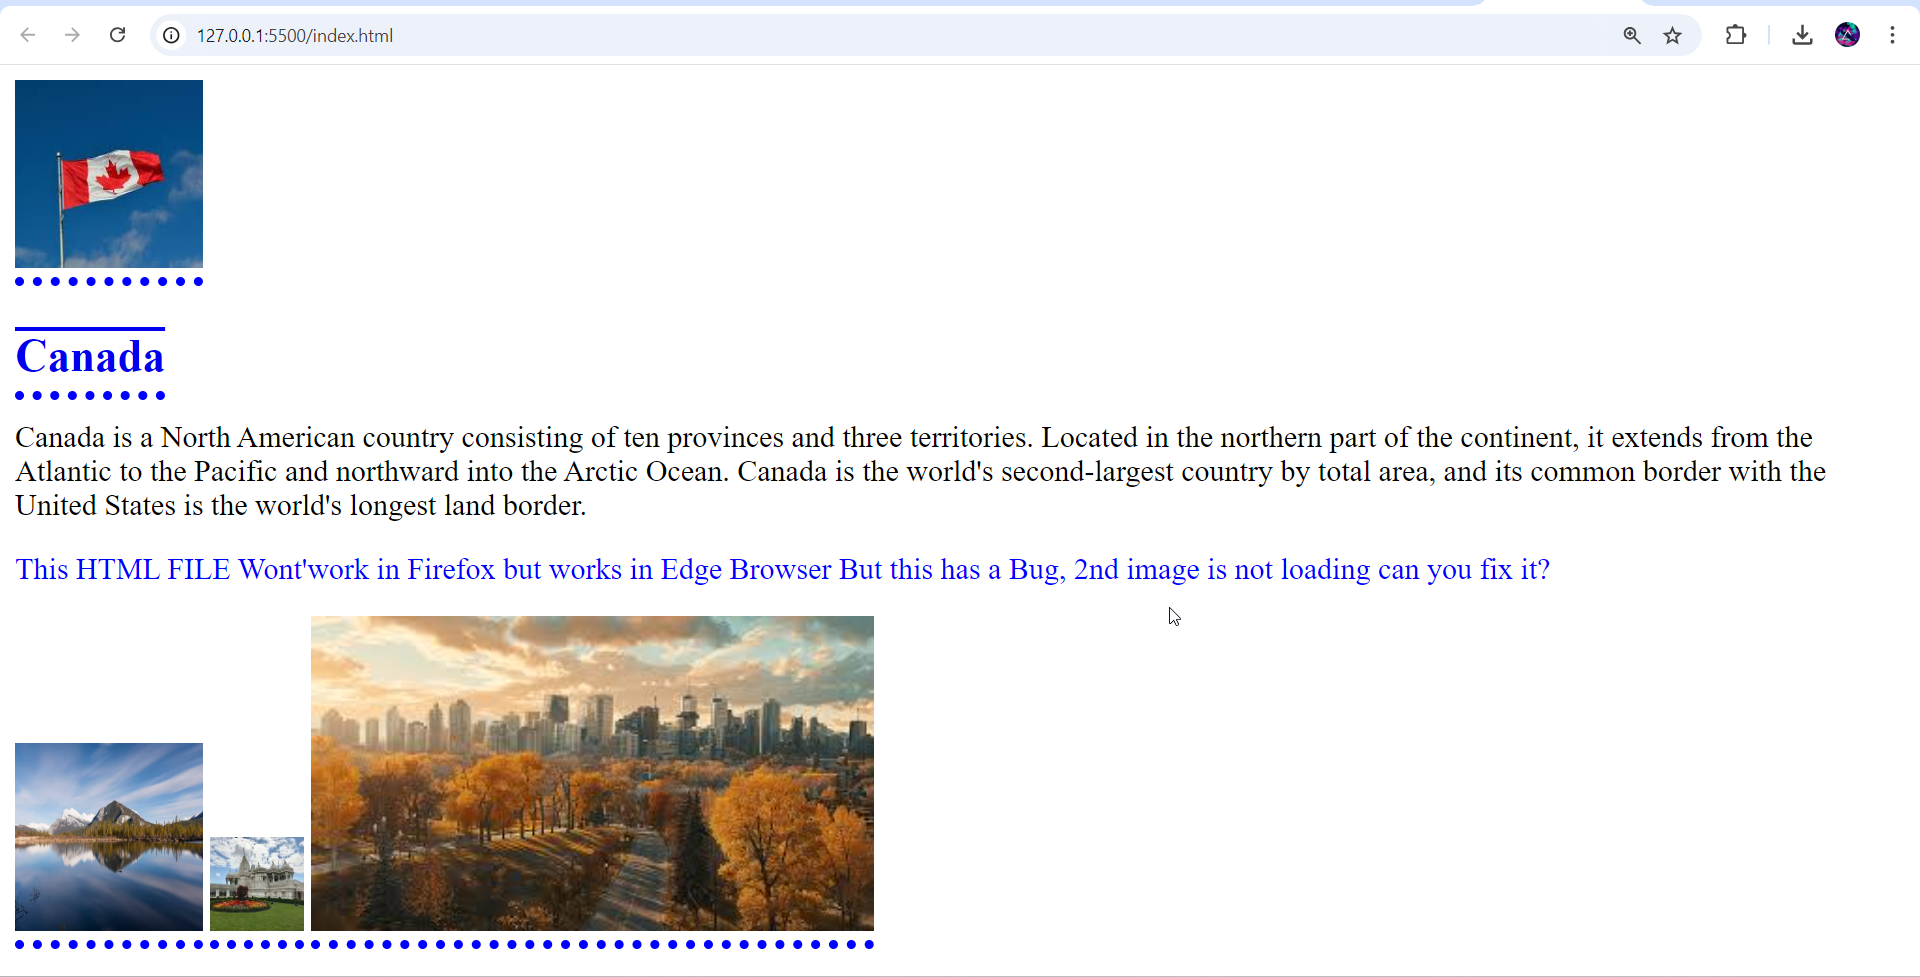 127.0.0.1:5500/index.html
Canada
Canada is a North American country consisting of ten provinces and three territories. Located in the northern part of the continent, it extends from the
Atlantic to the Pacific and northward into the Arctic Ocean. Canada is the world's second-largest country by total area, and its common border with the
United States is the world's longest land border.
This HTML FILE Wont'work in Firefox but works in Edge Browser But this has a Bug, 2nd image is not loading can you fix it?